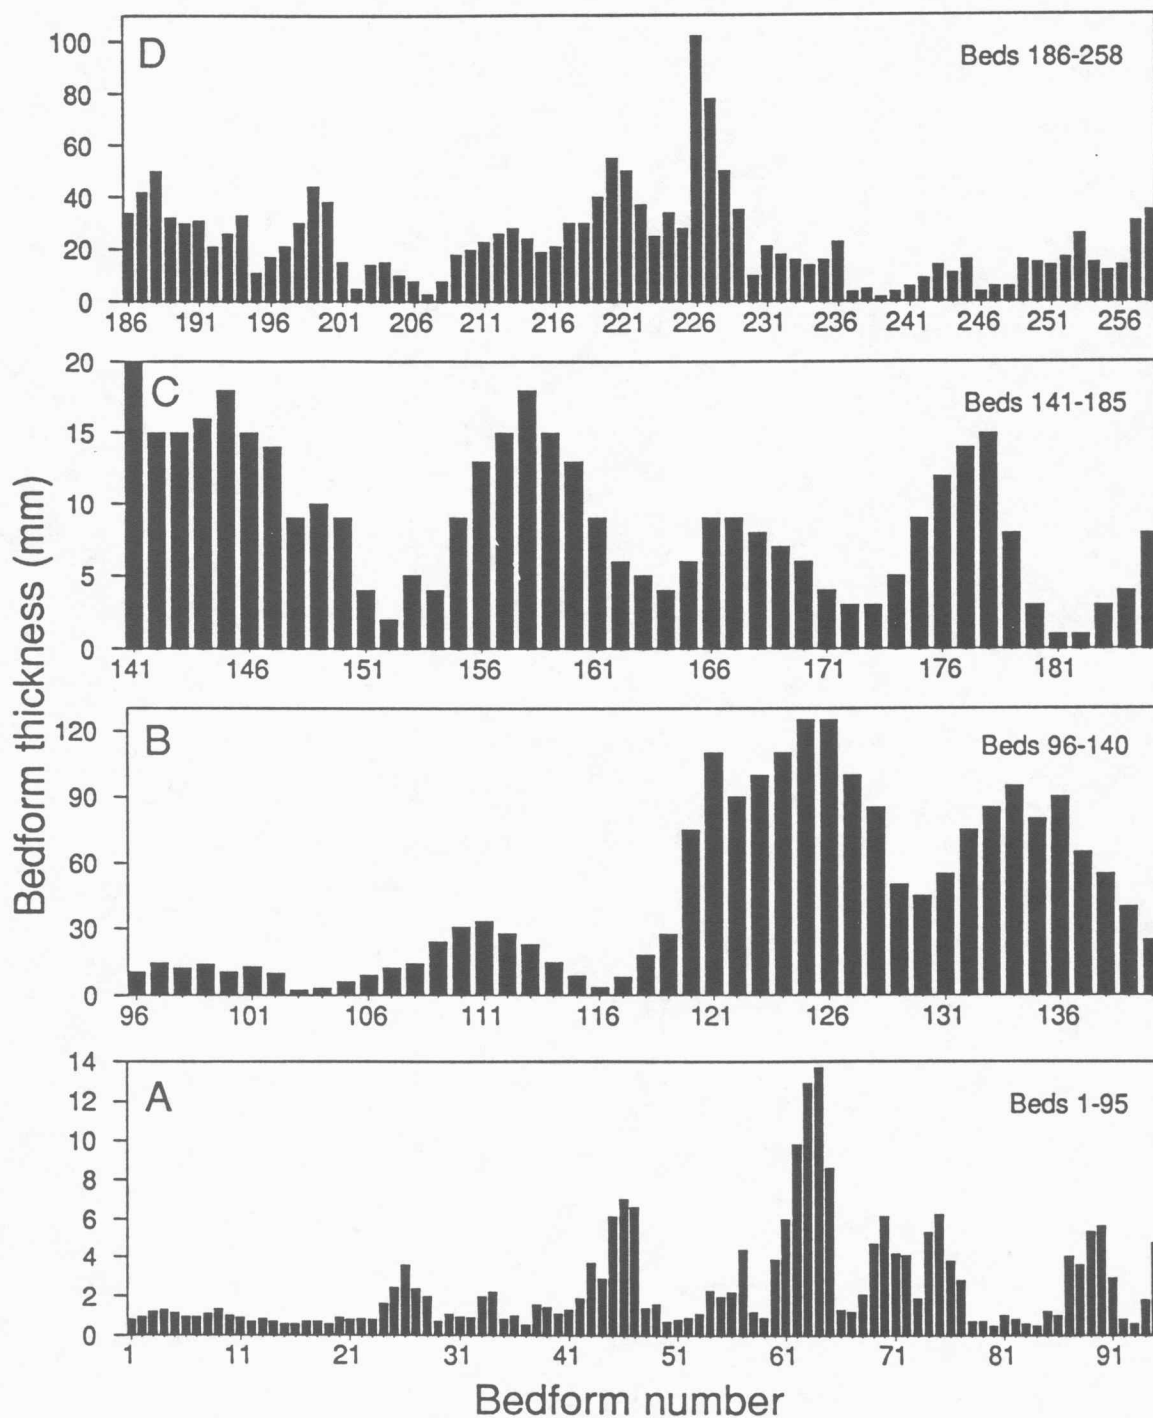 Bedform thickness (mm)
D
Beds 186-258
100
80
60
40
20
0
186 191 196 201 206 211 216 221 226 231 236 241 246 251 256
C
Beds 141-185
20
15
10
5
0
141 146 151 156 161 166 171 176 181
B
Beds 96-140
120
90
60
30
0
96 101 106 111 116 121 126 131 136
A
Beds 1-95
14
12
10
8
6
4
2
0
1 11 21 31 41 51 61 71 81 91
Bedform number